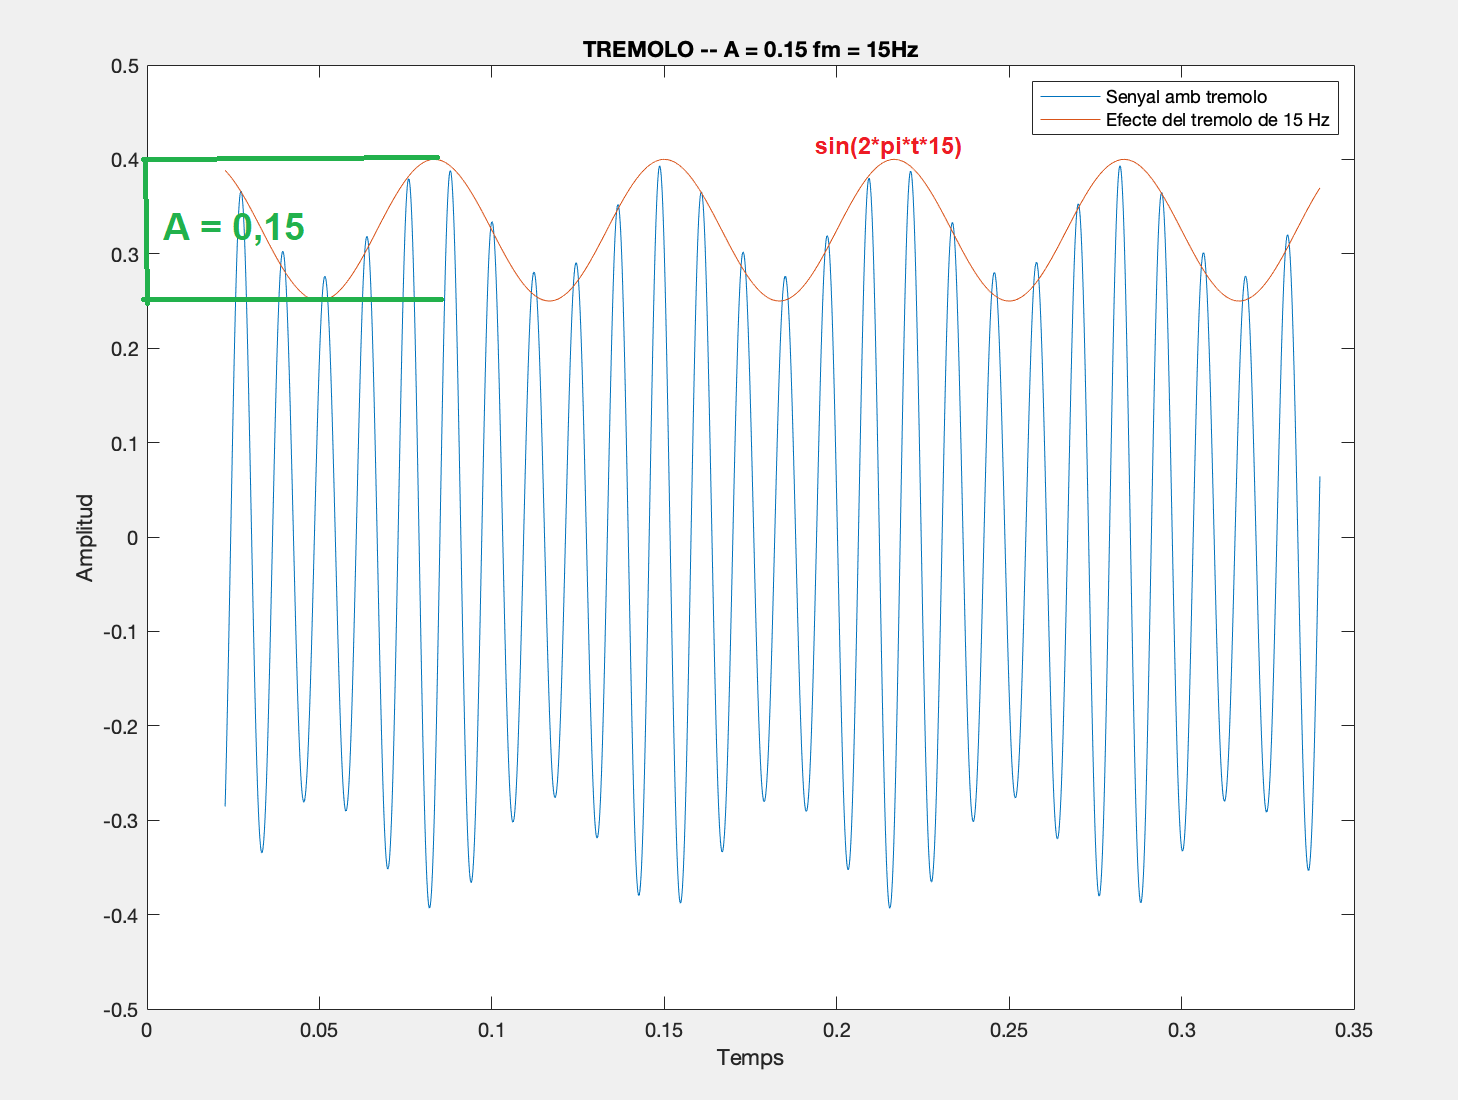 TREMOLO -- A = 0.15 fm = 15Hz
Senyal amb tremolo
Efecte del tremolo de 15 Hz
sin(2*pi*t*15)
A = 0,15
Amplitud
0.5
0.4
0.3
0.2
0.1
0
-0.1
-0.2
-0.3
-0.4
-0.5
0
0.05
0.1
0.15
0.2
0.25
0.3
0.35
Temps